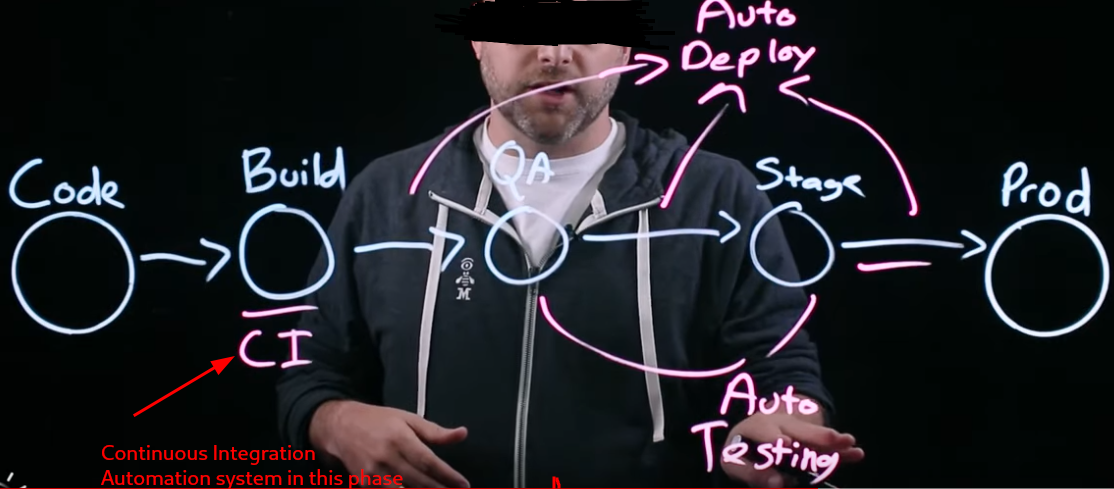 Auto
Deploy
Code
Build
QA
Stage
Prod
M
CI
Auto
Testing
Continuous Integration
Automation system in this phase